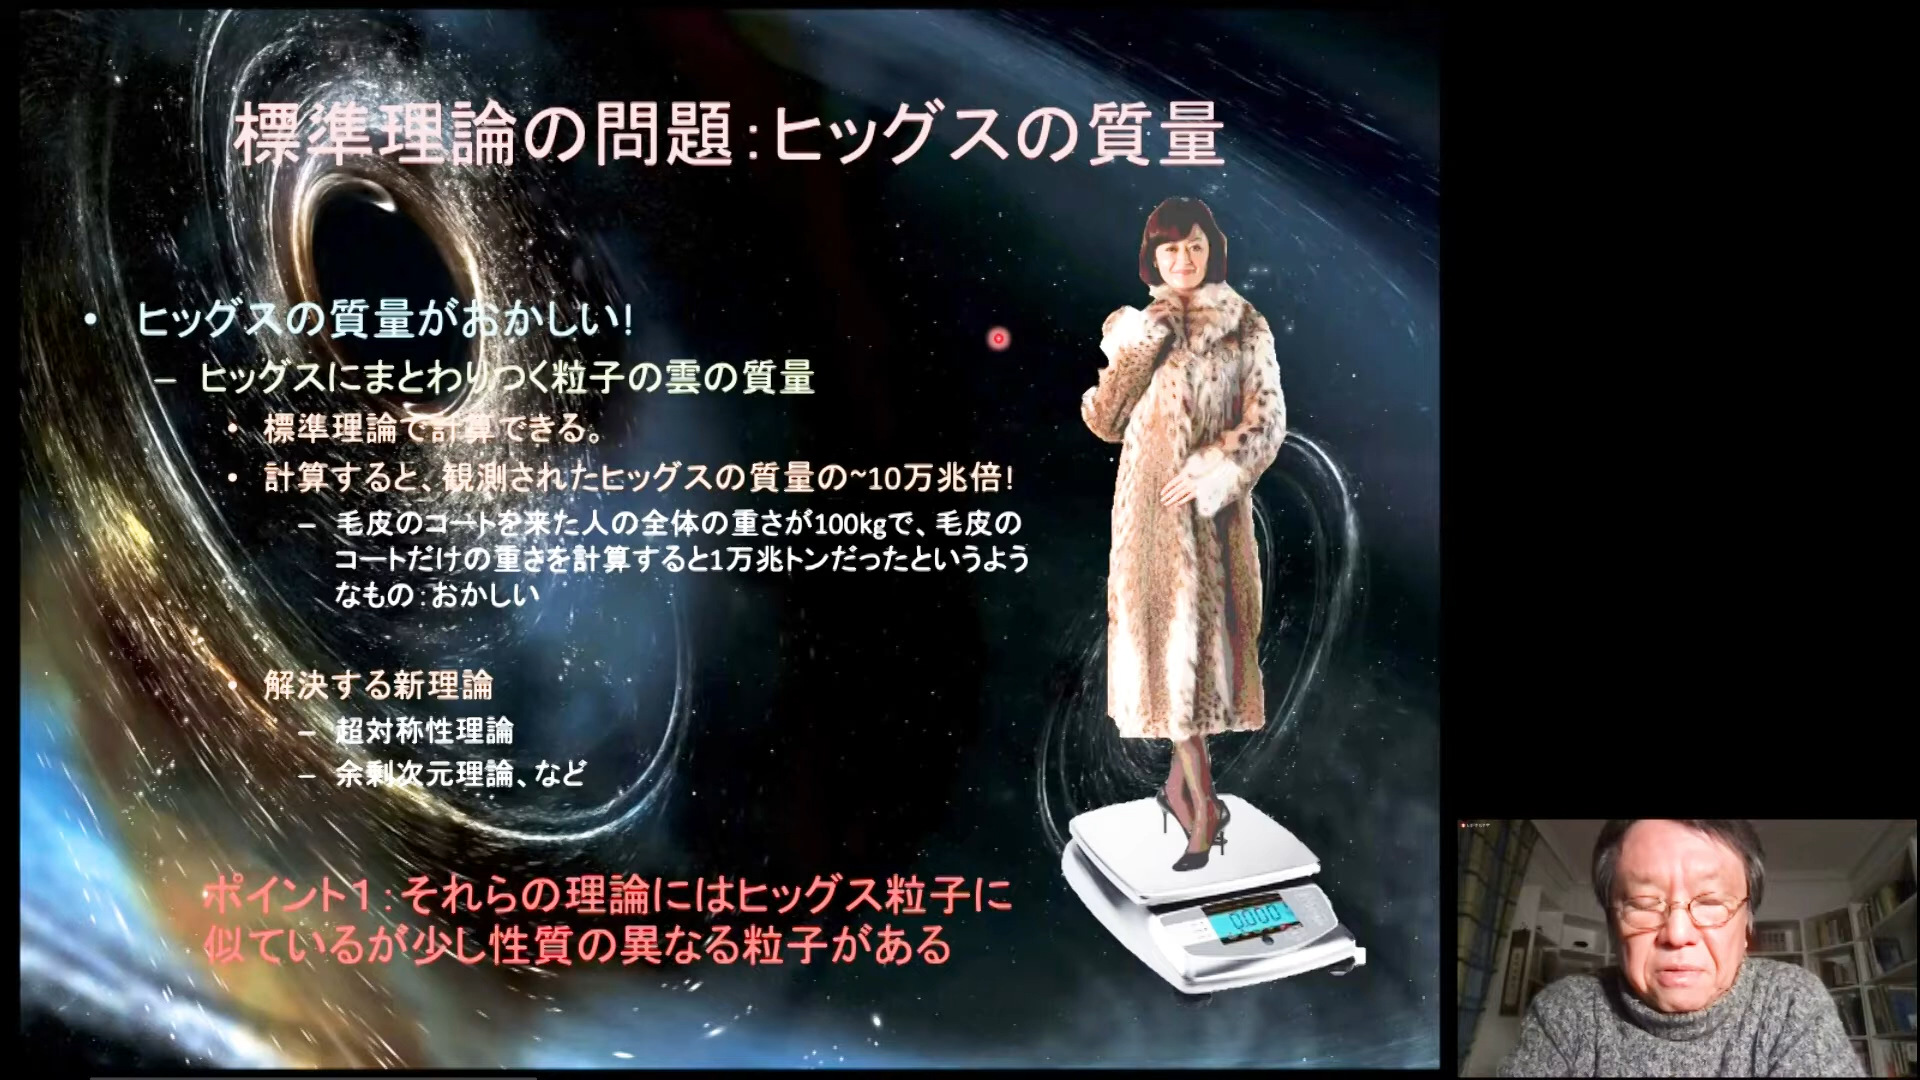 標準理論の問題：ヒッグスの質量
• ヒッグスの質量がおかしい！
– ヒッグスにまとわりつく粒子の雲の質量
• 標準理論で計算できる。
• 計算すると、観測されたヒッグスの質量の~10万兆倍！
– 毛皮のコートを来た人の全体の重さが100kgで、毛皮の
コートだけの重さを計算すると1万兆トンだったというよう
なもの：おかしい
• 解決する新理論
– 超対称性理論
– 余剰次元理論、など
ポイント１：それらの理論にはヒッグス粒子に
似ているが少し性質の異なる粒子がある
0.000